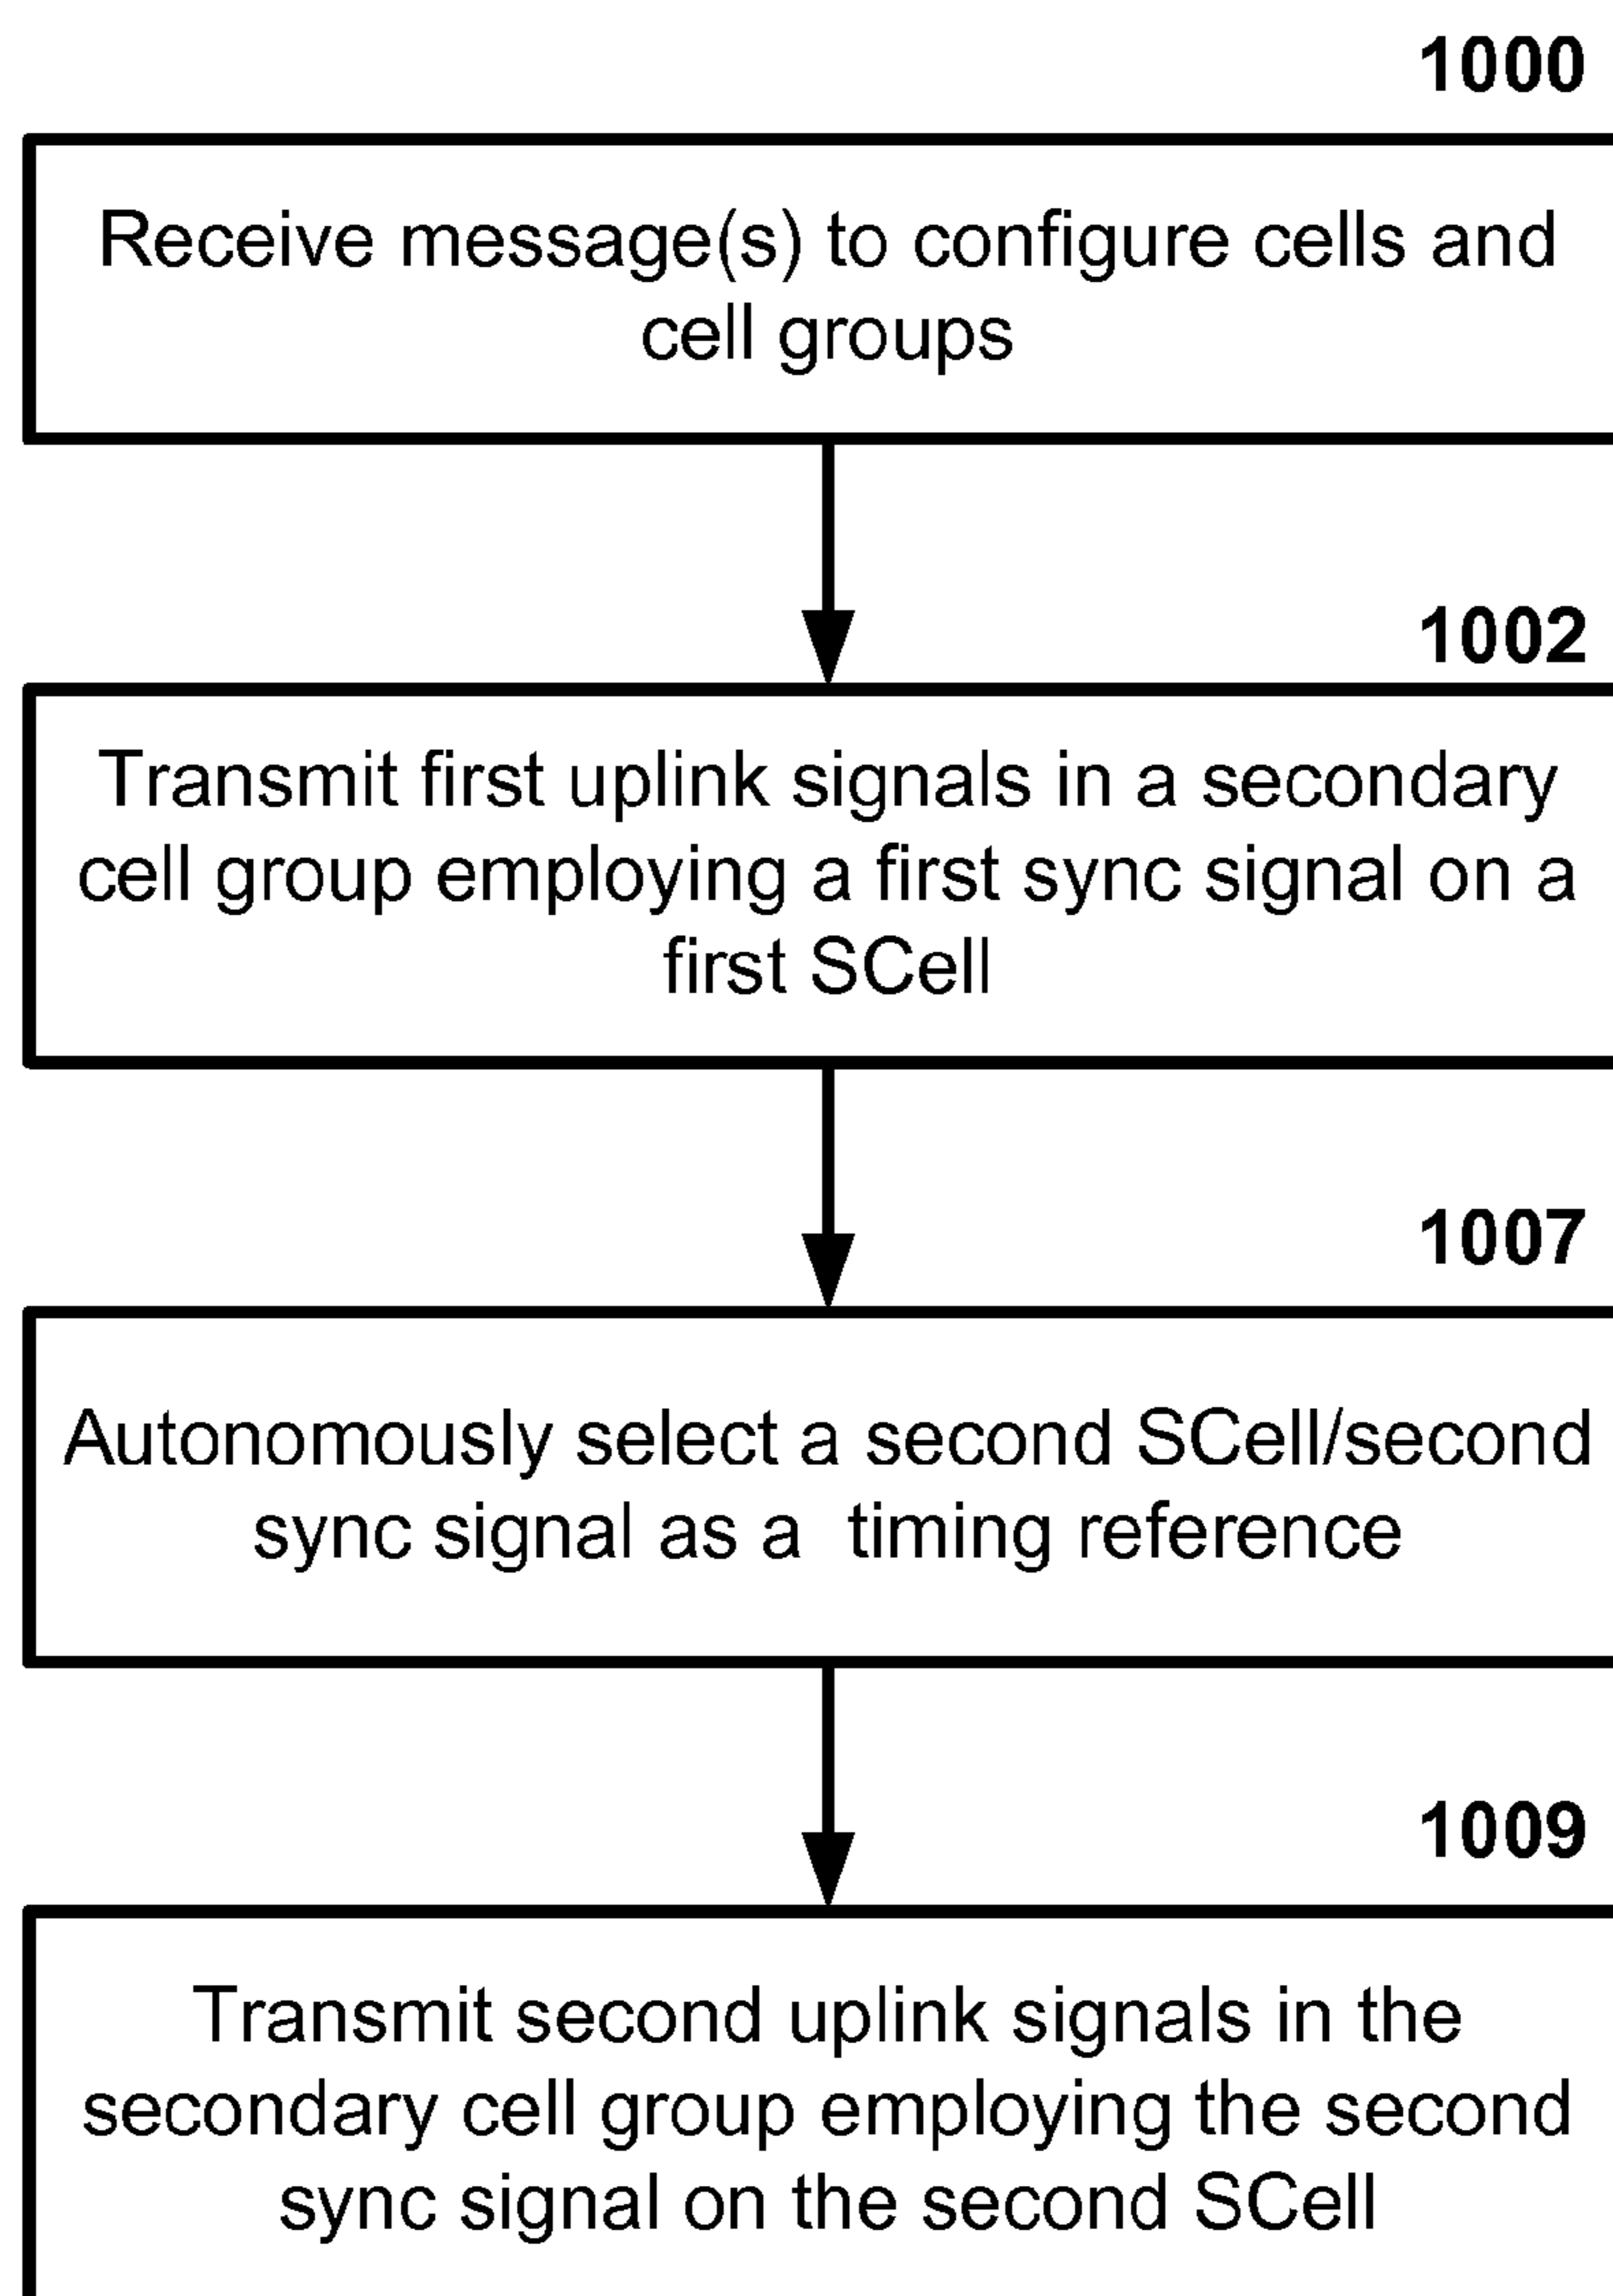 1000
Receive message(s) to configure cells and
cell groups
1002
Transmit first uplink signals in a secondary
cell group employing a first sync signal on a
first SCell
1007
Autonomously select a second SCell/second
sync signal as a  timing reference
1009
Transmit second uplink signals in the
secondary cell group employing the second
sync signal on the second SCell